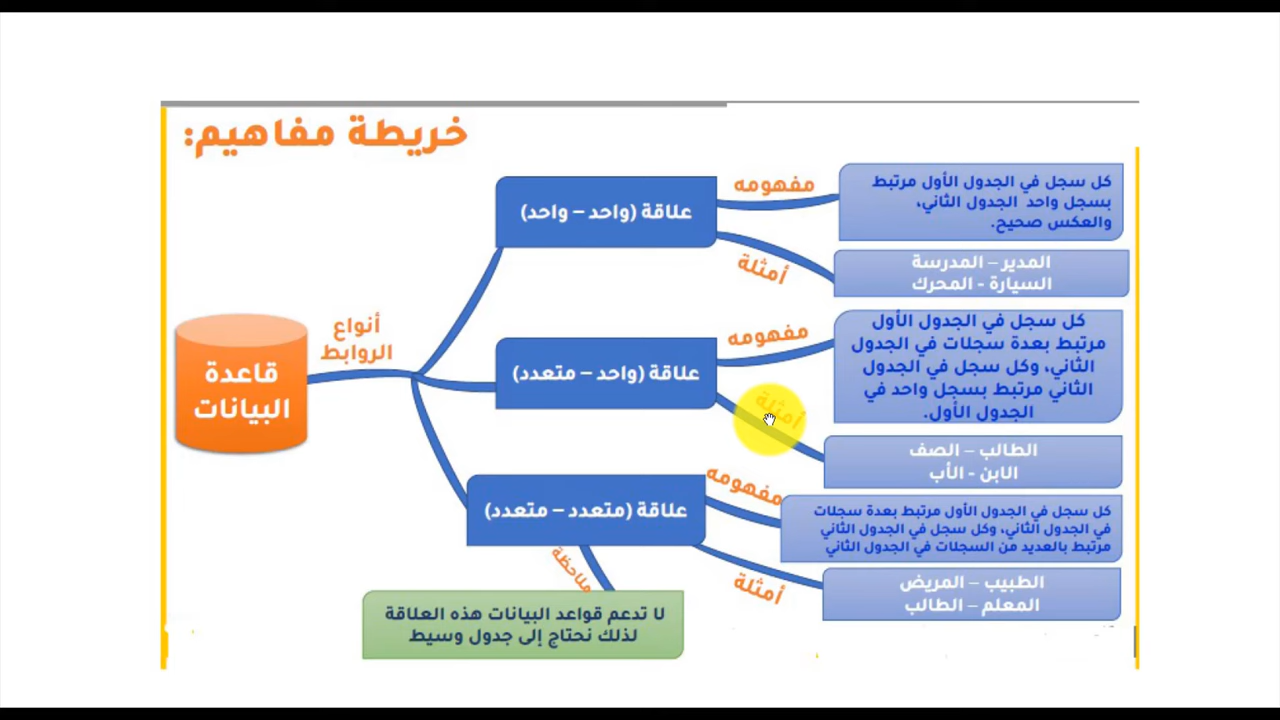 خريطة مفاهيم:
قاعدة
البيانات
أنواع
الروابط
علاقة (واحد – واحد)
مفهومه
كل سجل في الجدول الأول مرتبط
بسجل واحد الجدول الثاني،
والعكس صحيح.
أمثلة
المدير – المدرسة
السيارة - المحرك
علاقة (واحد – متعدد)
مفهومه
كل سجل في الجدول الأول
مرتبط بعدة سجلات في الجدول
الثاني، وكل سجل في الجدول
الثاني مرتبط بسجل واحد في
الجدول الأول.
أمثلة
الطالب – الصف
الابن - الأب
علاقة (متعدد – متعدد)
مفهومه
كل سجل في الجدول الأول مرتبط بعدة سجلات
في الجدول الثاني، وكل سجل في الجدول الثاني
مرتبط بالعديد من السجلات في الجدول الثاني
أمثلة
الطبيب – المريض
المعلم – الطالب
ملاحظة
لا تدعم قواعد البيانات هذه العلاقة
لذلك نحتاج إلى جدول وسيط